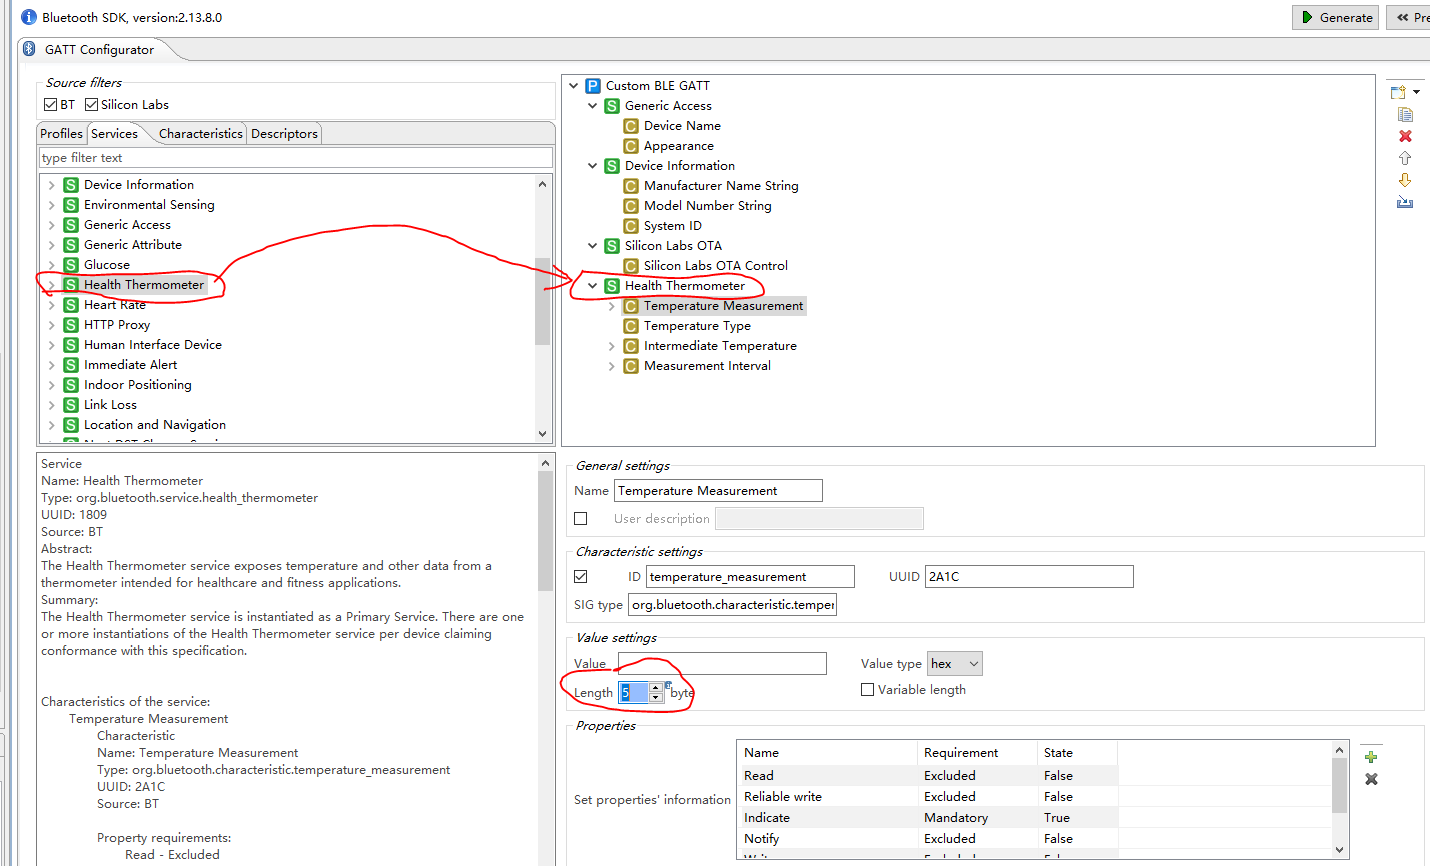 Bluetooth SDK, version:2.13.8.0
Generate
Pre
GATT Configurator
Source filters
BT
Silicon Labs
Profiles
Services
Characteristics
Descriptors
type filter text
Device Information
Environmental Sensing
Generic Access
Generic Attribute
Glucose
Health Thermometer
Heart Rate
HTTP Proxy
Human Interface Device
Immediate Alert
Indoor Positioning
Link Loss
Location and Navigation
Custom BLE GATT
Generic Access
Device Name
Appearance
Device Information
Manufacturer Name String
Model Number String
System ID
Silicon Labs OTA
Silicon Labs OTA Control
Health Thermometer
Temperature Measurement
Temperature Type
Intermediate Temperature
Measurement Interval
Service
Name: Health Thermometer
Type: org.bluetooth.service.health_thermometer
UUID: 1809
Source: BT
Abstract:
The Health Thermometer service exposes temperature and other data from a
thermometer intended for healthcare and fitness applications.
Summary:
The Health Thermometer service is instantiated as a Primary Service. There are one
or more instantiations of the Health Thermometer service per device claiming
conformance with this specification.
Characteristics of the service:
Temperature Measurement
Characteristic
Name: Temperature Measurement
Type: org.bluetooth.characteristic.temperature_measurement
UUID: 2A1C
Source: BT
Property requirements:
Read - Excluded
General settings
Name Temperature Measurement
User description
Characteristic settings
ID temperature_measurement UUID 2A1C
SIG type org.bluetooth.characteristic.temper
Value settings
Value
Value type hex
Length 5 byte
Variable length
Properties
Set properties' information
Name Requirement State
Read Excluded False
Reliable write Excluded False
Indicate Mandatory True
Notify Excluded False